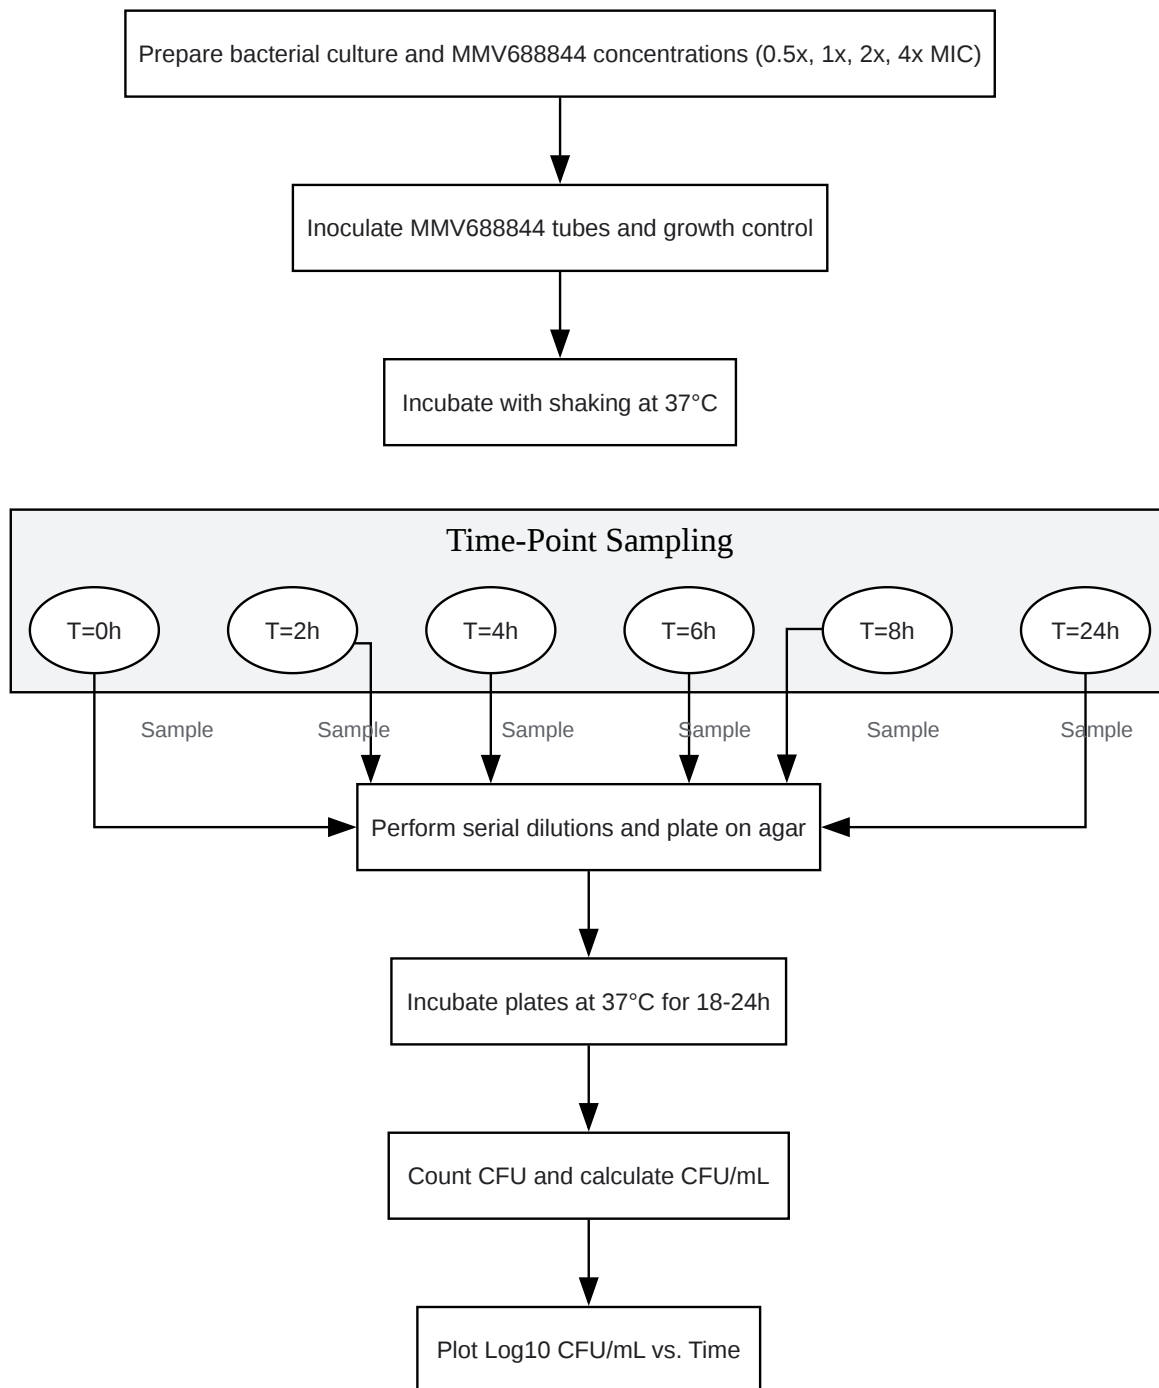 Prepare bacterial culture and MMV688844 concentrations (0.5x, 1x, 2x, 4x MIC)
Inoculate MMV688844 tubes and growth control
Incubate with shaking at 37°C
Time-Point Sampling
T=0h
T=2h
T=4h
T=6h
T=8h
T=24h
Sample
Sample
Sample
Sample
Sample
Sample
Perform serial dilutions and plate on agar
Incubate plates at 37°C for 18-24h
Count CFU and calculate CFU/mL
Plot Log10 CFU/mL vs. Time